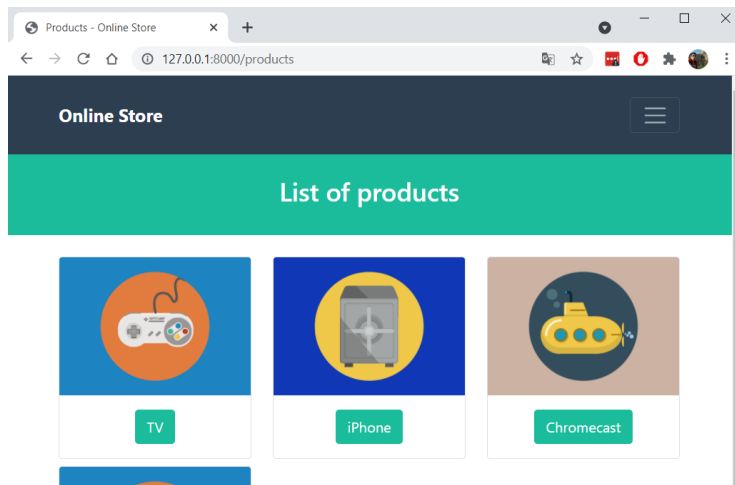 Products - Online Store
127.0.0.1:8000/products
Online Store
List of products
TV
iPhone
Chromecast